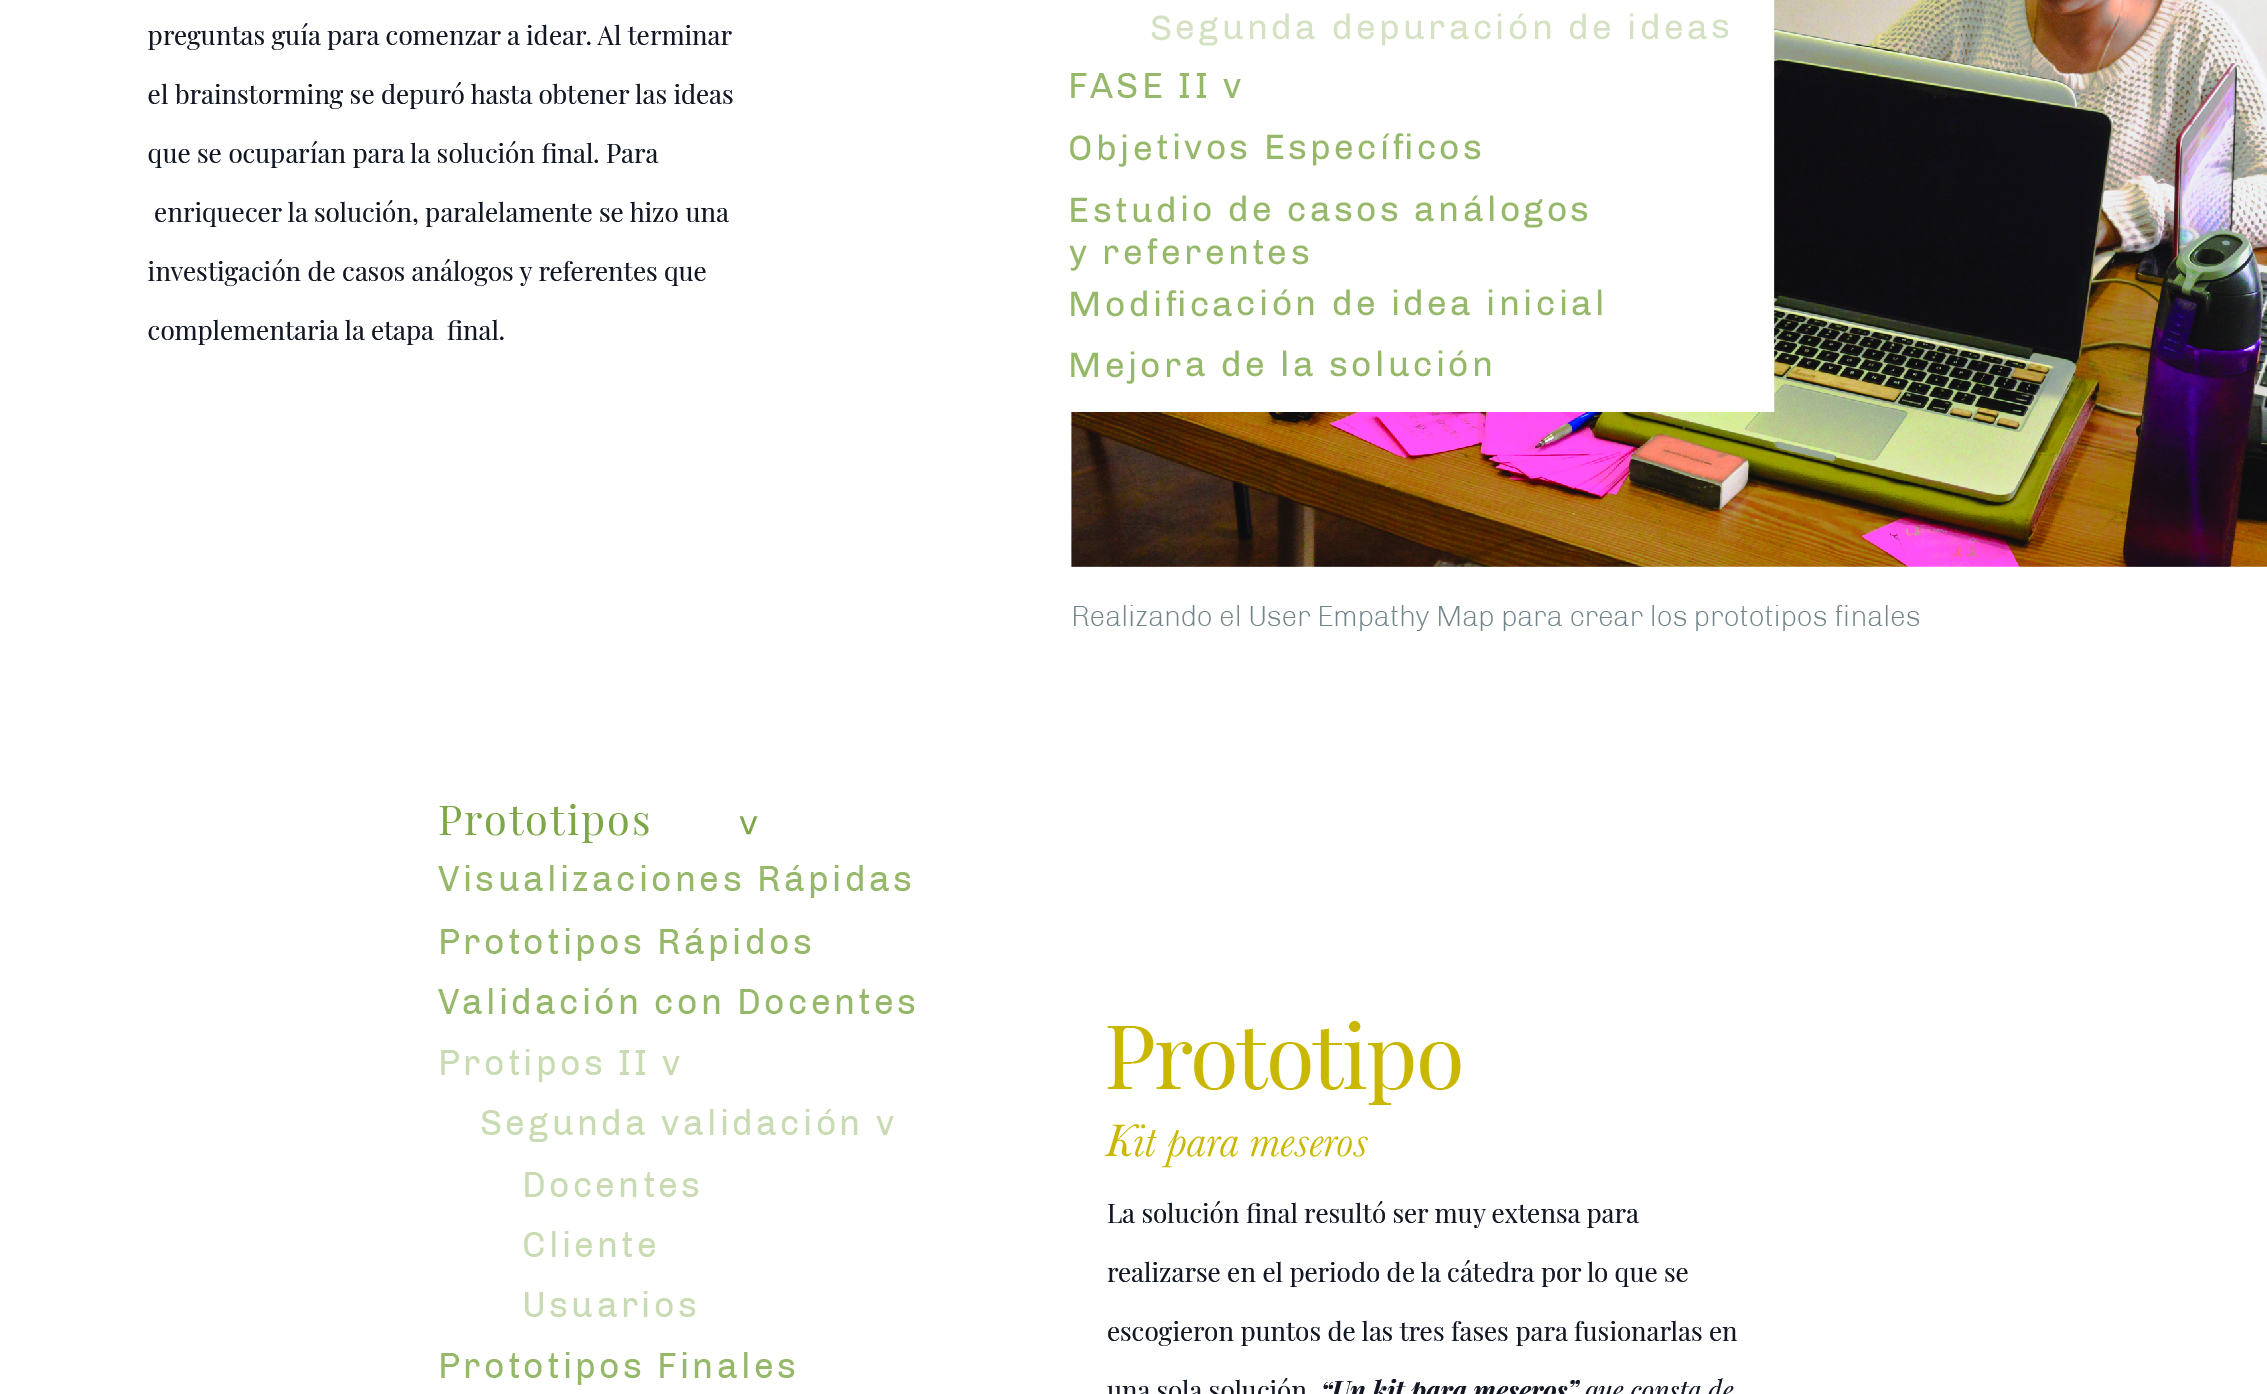 preguntas guía para comenzar a idear. Al terminar
el brainstorming se depuró hasta obtener las ideas
que se ocuparían para la solución final. Para
enriquecer la solución, paralelamente se hizo una
investigación de casos análogos y referentes que
complementaria la etapa final.
Segunda depuración de ideas
FASE II v
Objetivos Específicos
Estudio de casos análogos
y referentes
Modificación de idea inicial
Mejora de la solución
Realizando el User Empathy Map para crear los prototipos finales
Prototipos v
Visualizaciones Rápidas
Prototipos Rápidos
Validación con Docentes
Protipos II v
Segunda validación v
Docentes
Cliente
Usuarios
Prototipos Finales
Prototipo
Kit para meseros
La solución final resultó ser muy extensa para
realizarse en el periodo de la cátedra por lo que se
escogieron puntos de las tres fases para fusionarlas en
una sola solución. “Un kit para meseros” que consta de